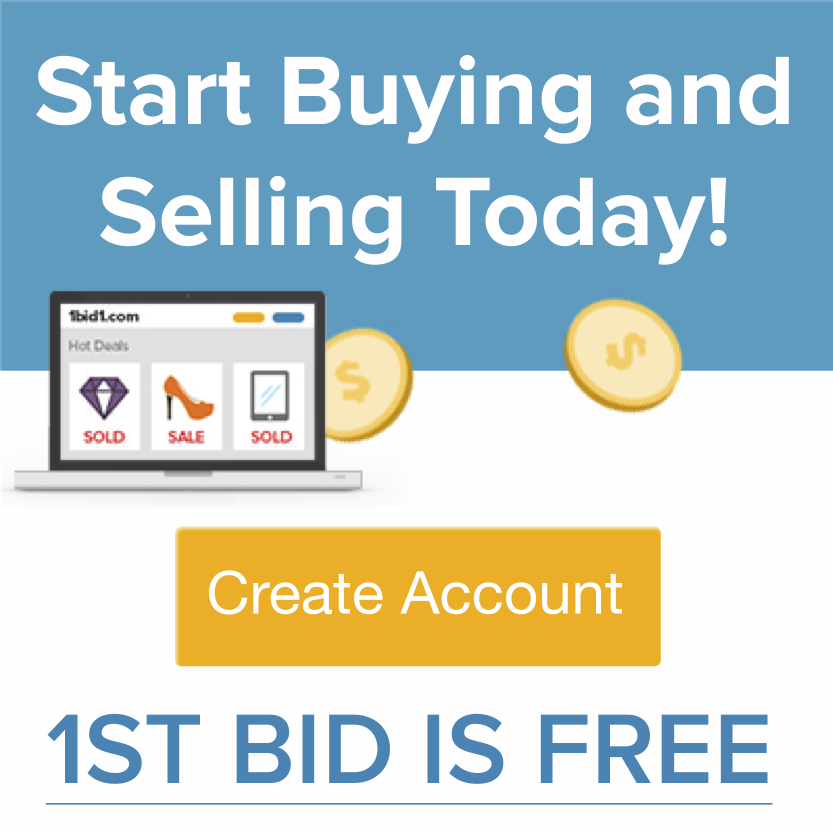 Start Buying and
Selling Today!
1bid1.com
Hot Deals
SOLD
SALE
SOLD
$
$
Create Account
1ST BID IS FREE